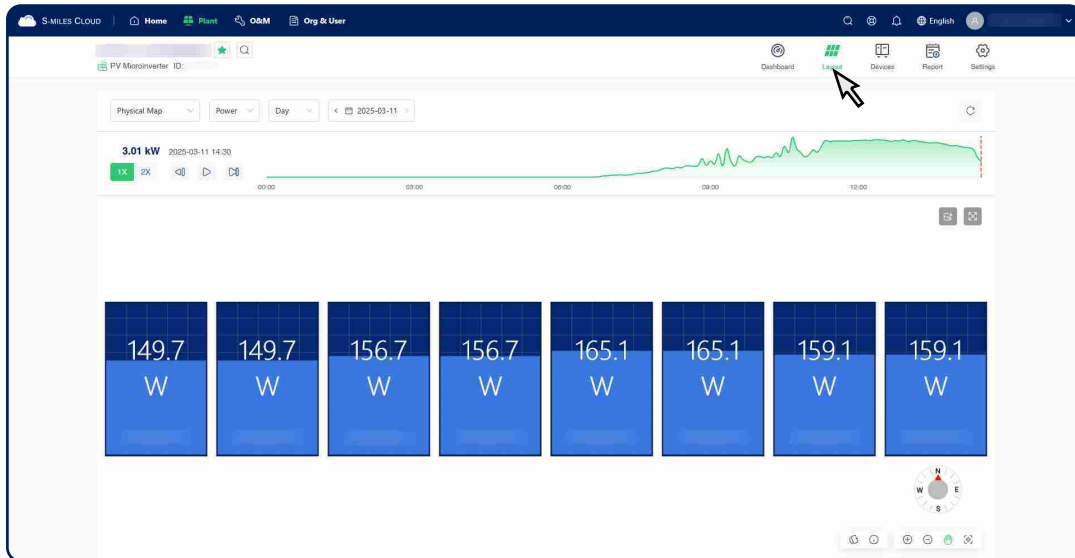 S-MILES CLOUD Home Plant O&M Org & User English
PV Microinverter ID:
Dashboard Layout Devices Report Settings
Physical Map Power Day < 2025-03-11 >
3.01 kW 2025-03-11 14:30
1X 2X
00:00 03:00 06:00 09:00 12:00
149.7 149.7 156.7 156.7 165.1 165.1 159.1 159.1
W W W W W W W W
N
W E
S